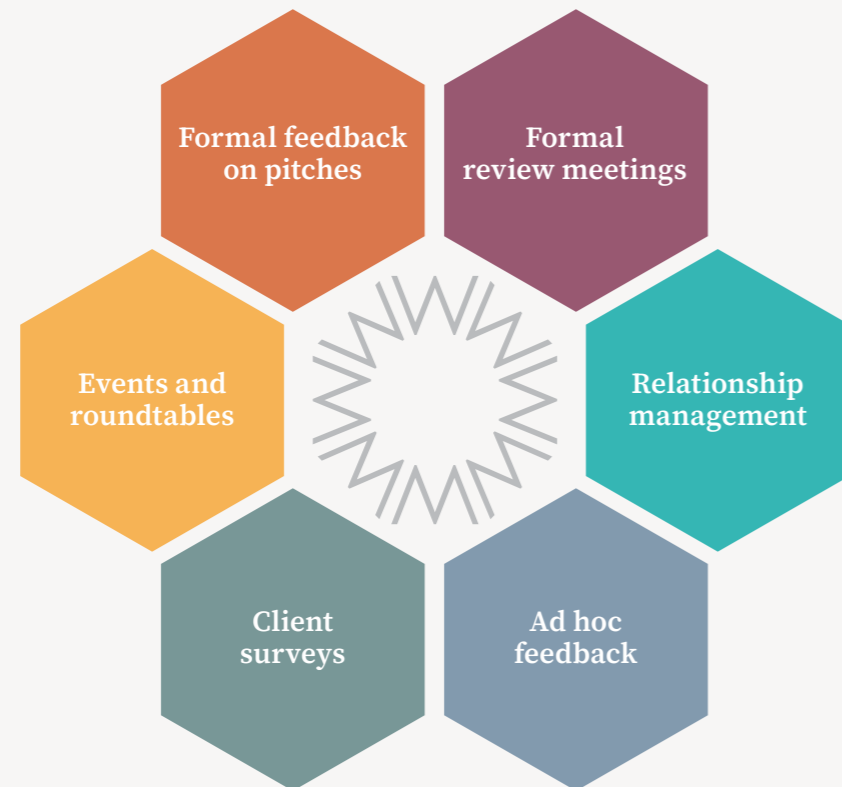 Formal feedback
on pitches
Formal
review meetings
Events and
roundtables
Relationship
management
Client
surveys
Ad hoc
feedback